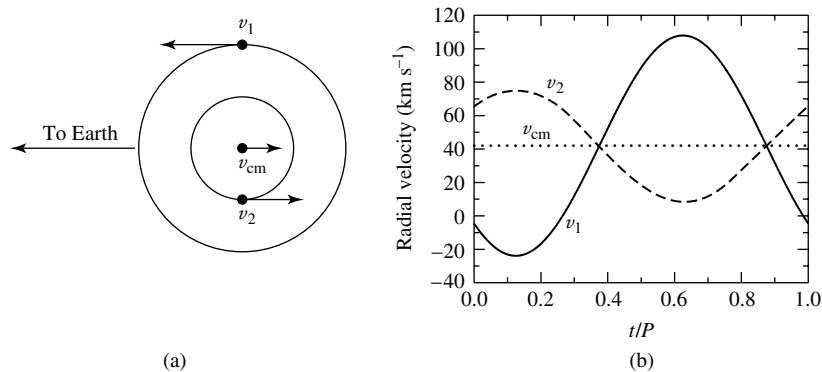 v1
To Earth
vcm
v2
(a)
Radial velocity (km s−1)
120
100
80
60
40
20
0
−20
−40
v2
vcm
v1
0.0 0.2 0.4 0.6 0.8 1.0
t/P
(b)